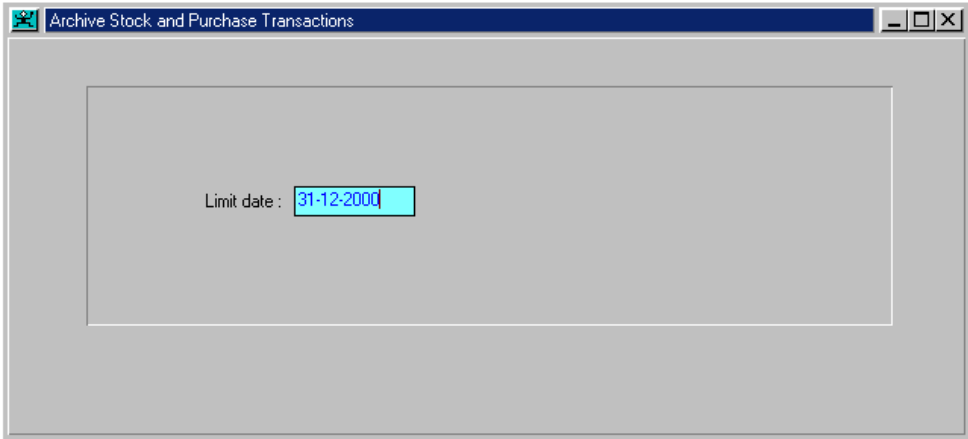 Archive Stock and Purchase Transactions
Limit date : 31-12-2000